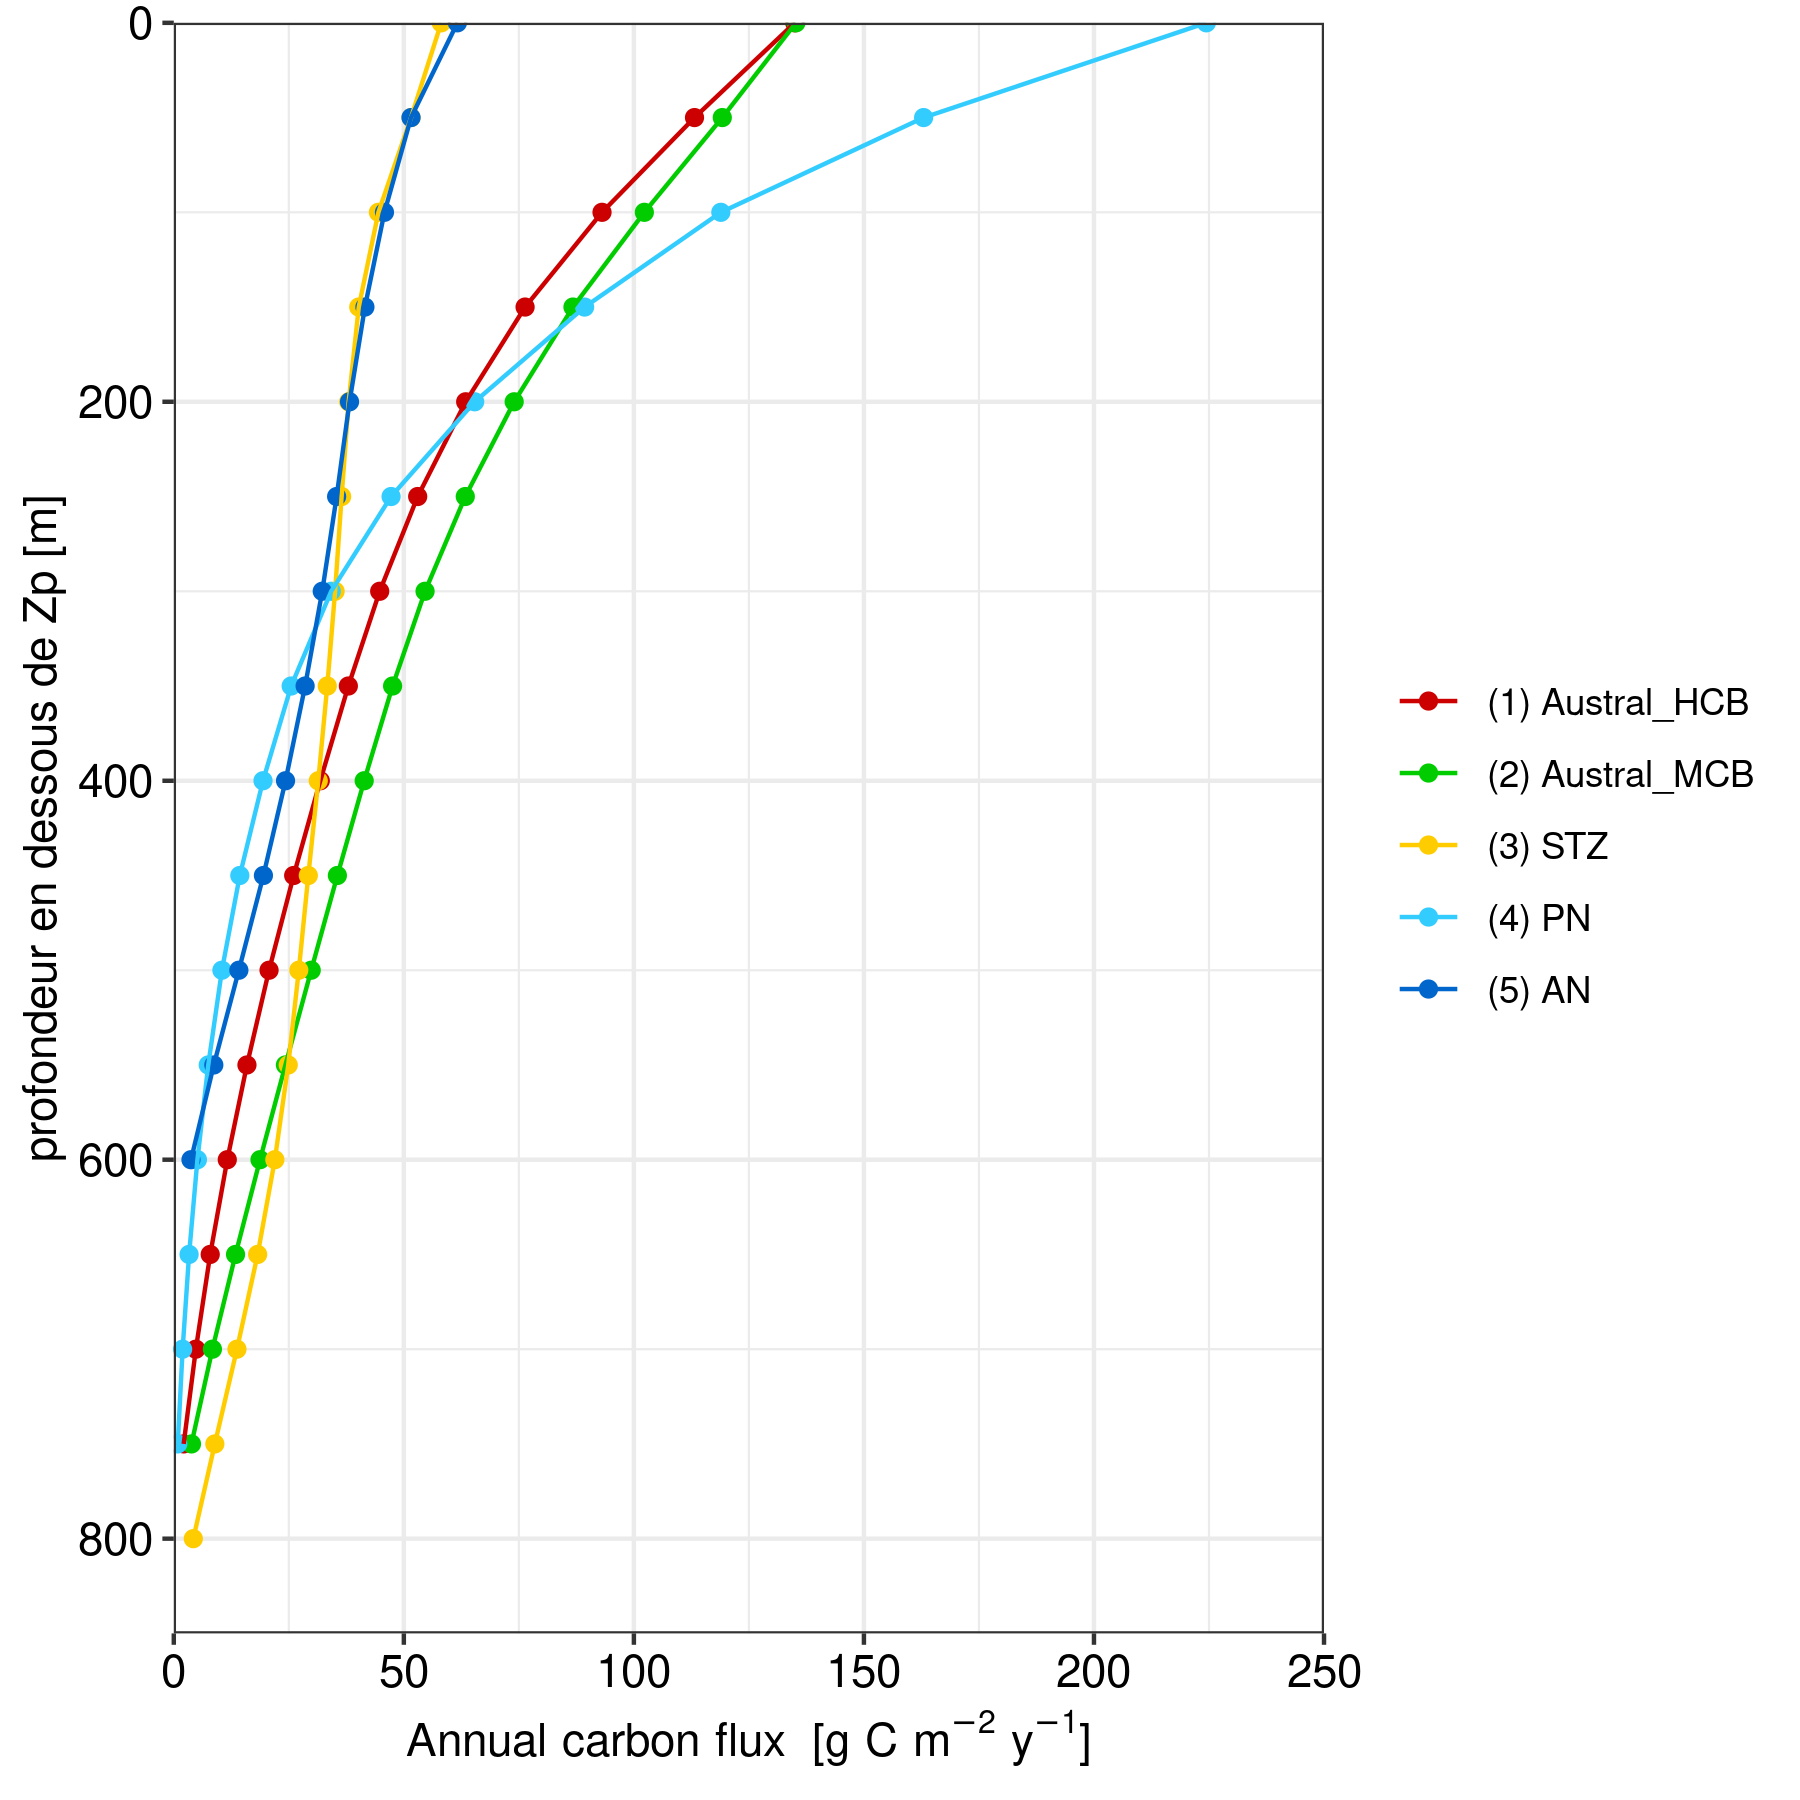 0
200
400
600
800
profondeur en dessous de Zp [m]
0 50 100 150 200 250
Annual carbon flux [g C m⁻² y⁻¹]
(1) Austral_HCB
(2) Austral_MCB
(3) STZ
(4) PN
(5) AN